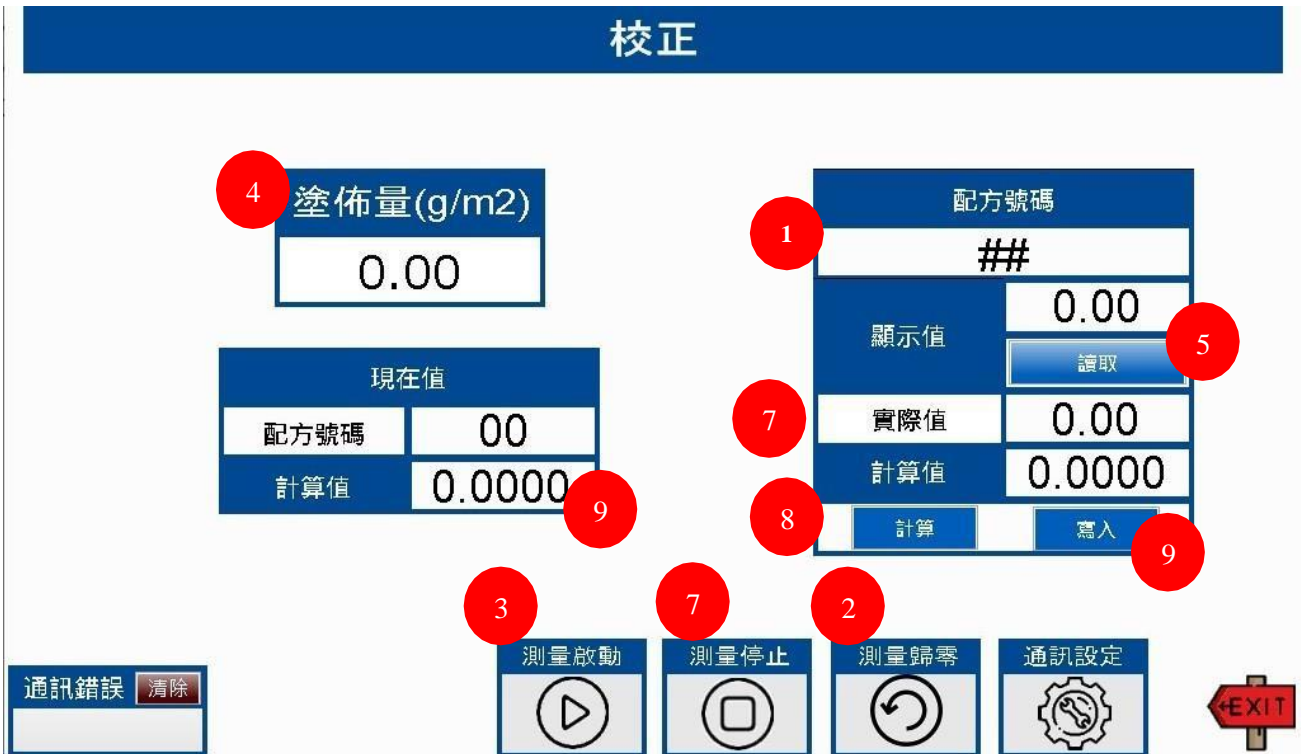 校正
4
塗佈量(g/m2)
0.00
現在值
配方號碼 00
計算值 0.0000
9
1
配方號碼
##
顯示值 0.00
讀取
5
7
實際值 0.00
計算值 0.0000
8
計算 寫入
9
3
測量啟動
7
測量停止
2
測量歸零
通訊設定
通訊錯誤 清除
EXIT